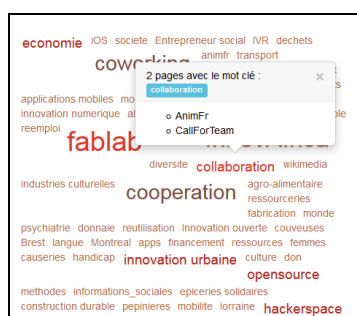 economie iOS societe Entrepreneur social IVR dechets
coworking animfr transport
2 pages avec le mot clé : ×
collaboration
AnimFr
CallForTeam
applications mobiles
innovation numerique
reemploi
fablab
diversite collaboration wikimedia
industries culturelles cooperation agro-alimentaire
ressourceries
fabrication monde
psychiatrie donnaie reutilisation Innovation ouverte couveuses
Brest langue Montreal apps financement ressources femmes
causeries handicap innovation urbaine culture don
opensource
methodes informations_sociales epiceries solidaires
construction durable pepinieres mobilite lorraine hackerspace